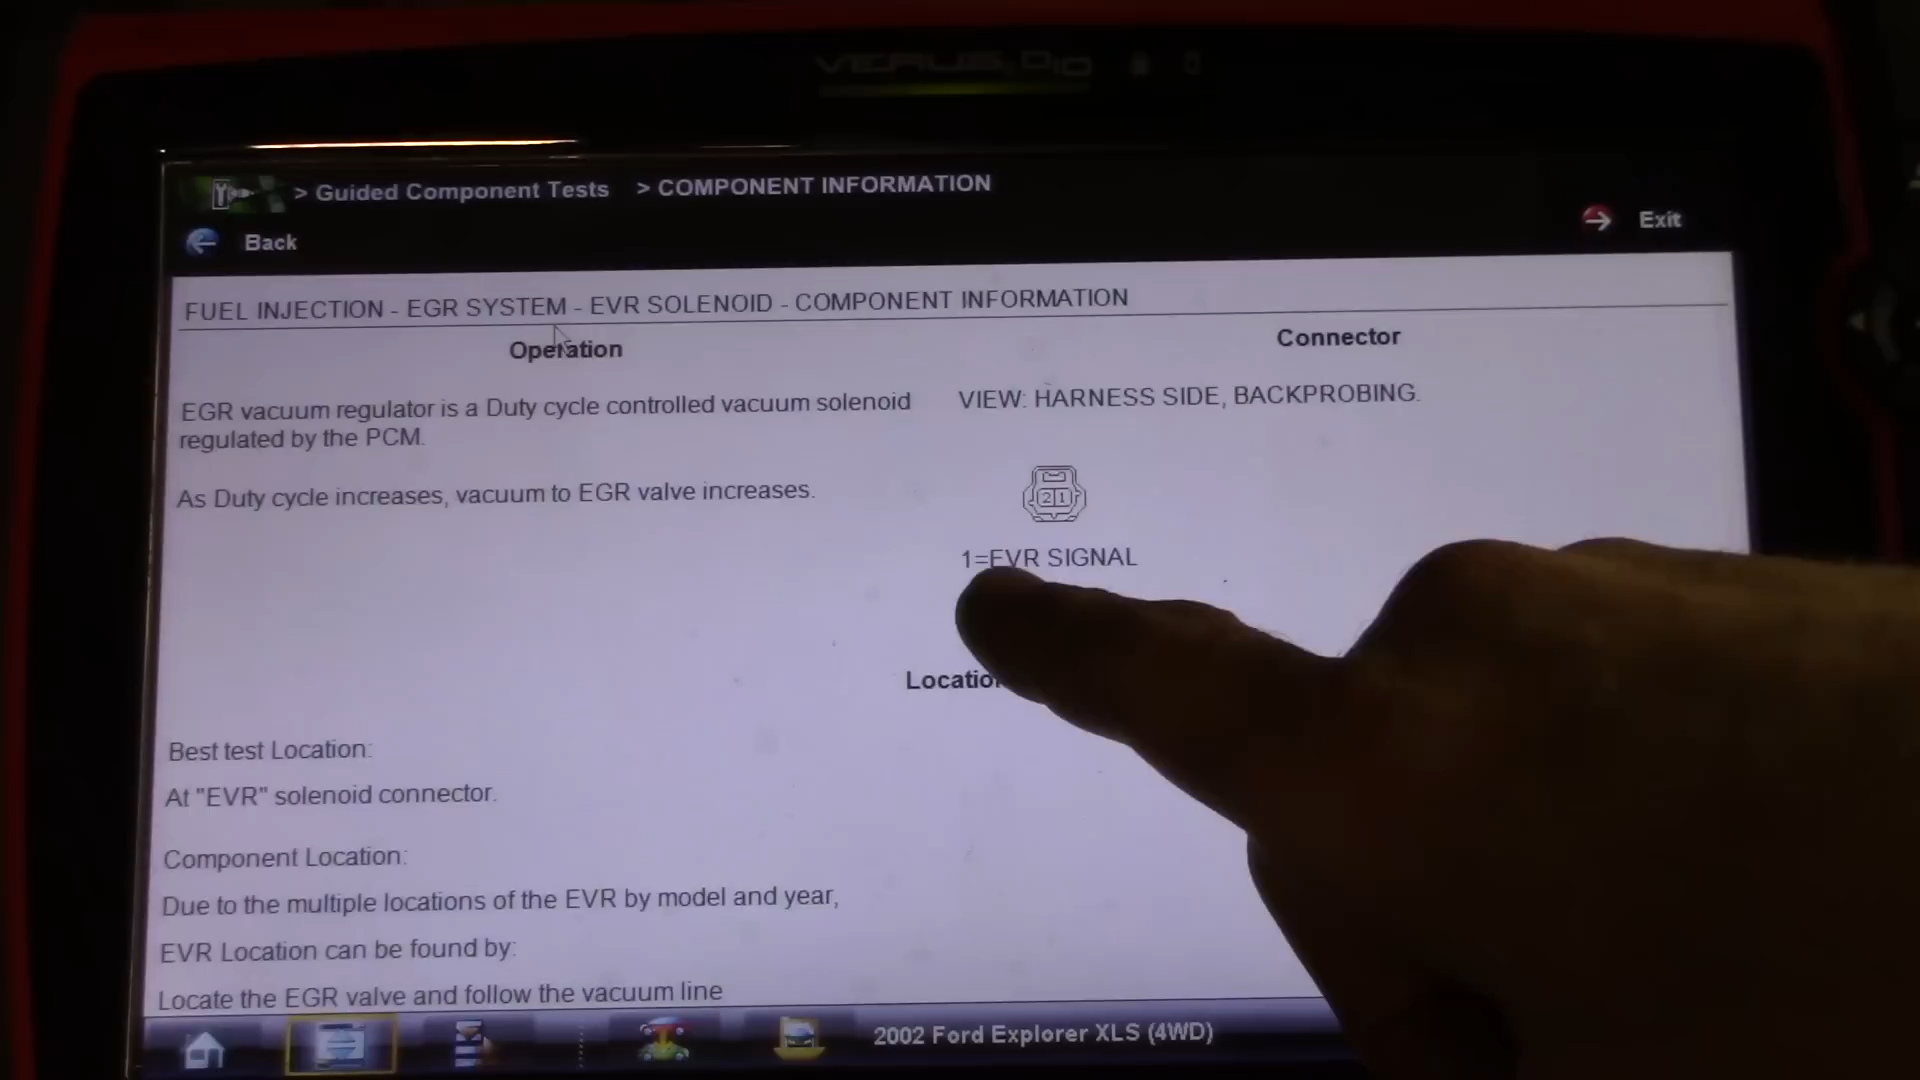 VERUS. PRO
> Guided Component Tests > COMPONENT INFORMATION
Back
Exit
FUEL INJECTION - EGR SYSTEM - EVR SOLENOID - COMPONENT INFORMATION
Operation
EGR vacuum regulator is a Duty cycle controlled vacuum solenoid
regulated by the PCM.
As Duty cycle increases, vacuum to EGR valve increases.
Connector
VIEW: HARNESS SIDE, BACKPROBING.
2 1
1=EVR SIGNAL
Location
Best test Location:
At "EVR" solenoid connector.
Component Location:
Due to the multiple locations of the EVR by model and year,
EVR Location can be found by:
Locate the EGR valve and follow the vacuum line
2002 Ford Explorer XLS (4WD)